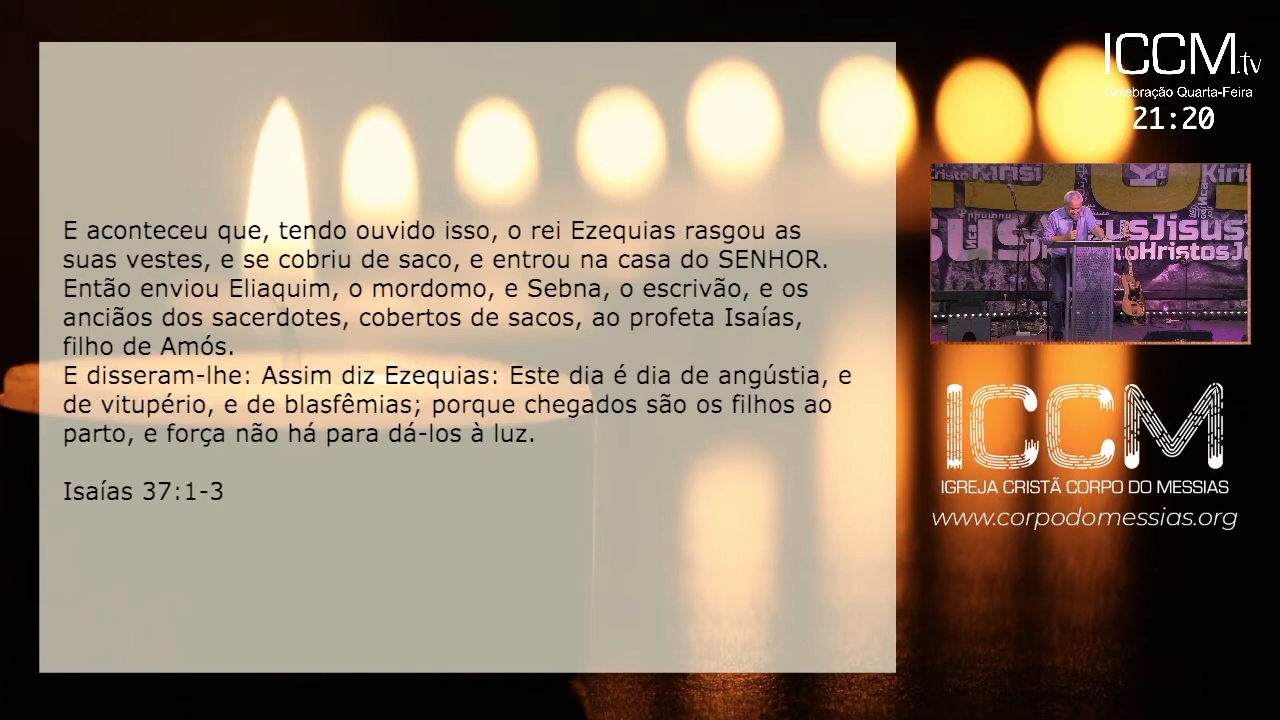 ICCM.tv
Celebração Quarta-Feira
21:20
E aconteceu que, tendo ouvido isso, o rei Ezequias rasgou as
suas vestes, e se cobriu de saco, e entrou na casa do SENHOR.
Então enviou Eliaquim, o mordomo, e Sebna, o escrivão, e os
anciãos dos sacerdotes, cobertos de sacos, ao profeta Isaías,
filho de Amós.
E disseram-lhe: Assim diz Ezequias: Este dia é dia de angústia, e
de vitupério, e de blasfêmias; porque chegados são os filhos ao
parto, e força não há para dá-los à luz.
Isaías 37:1-3
Kirisi
usJisus
HristosJ
ICCM
IGREJA CRISTÃ CORPO DO MESSIAS
www.corpodomessias.org